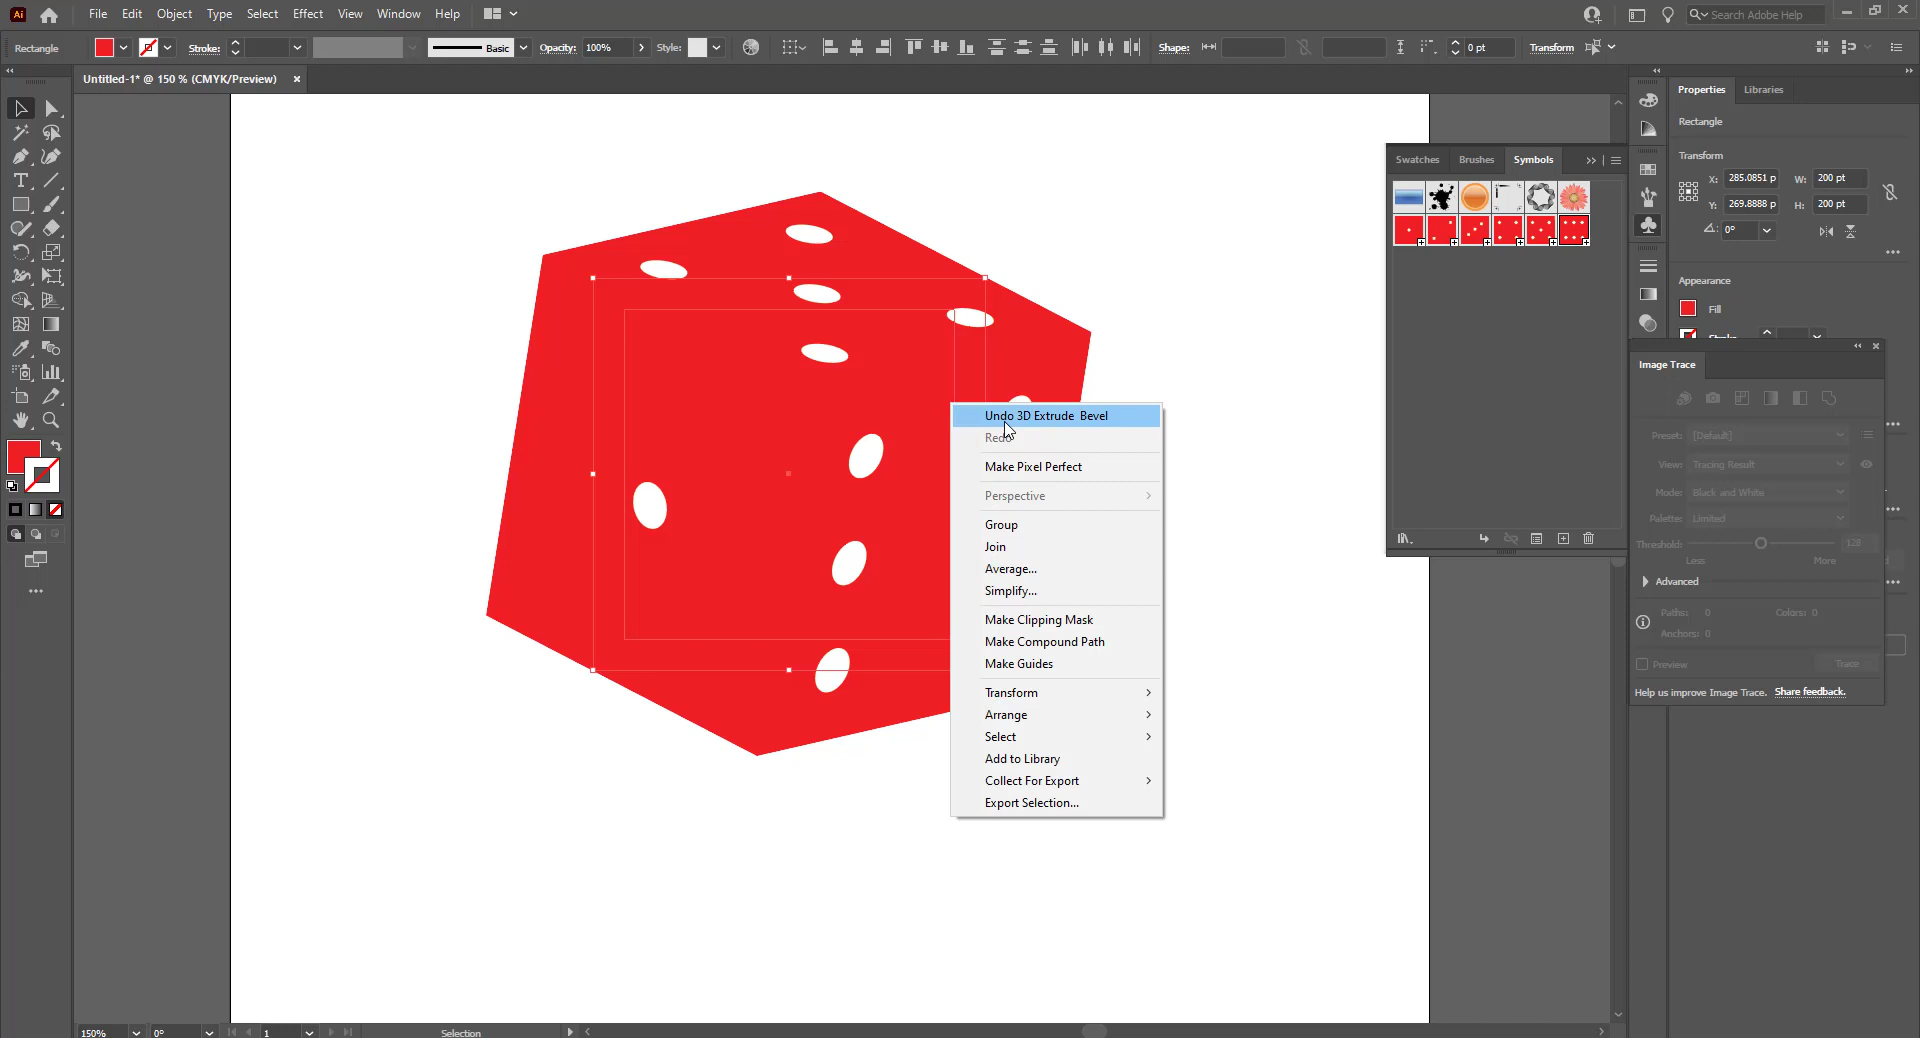 Ai File Edit Object Type Select Effect View Window Help Search Adobe Help
Rectangle Stroke: Basic Opacity: 100% Style: Shape: 0 pt Transform
Untitled-1* @ 150 % (CMYK/Preview)
Properties Libraries
Rectangle
Transform
X: 285.0851 p W: 200 pt
Y: 269.8888 p H: 200 pt
0°
Appearance
Fill
Stroke
Swatches Brushes Symbols
Image Trace
Preset: [Default]
View: Tracing Result
Mode: Black and White
Palette: Limited
Threshold: 128
Less More
Advanced
Paths: 0 Colors: 0
Anchors: 0
Preview Trace
Help us improve Image Trace. Share feedback.
Undo 3D Extrude Bevel
Redo
Make Pixel Perfect
Perspective
Group
Join
Average...
Simplify...
Make Clipping Mask
Make Compound Path
Make Guides
Transform
Arrange
Select
Add to Library
Collect For Export
Export Selection...
150% 0° 1 Selection